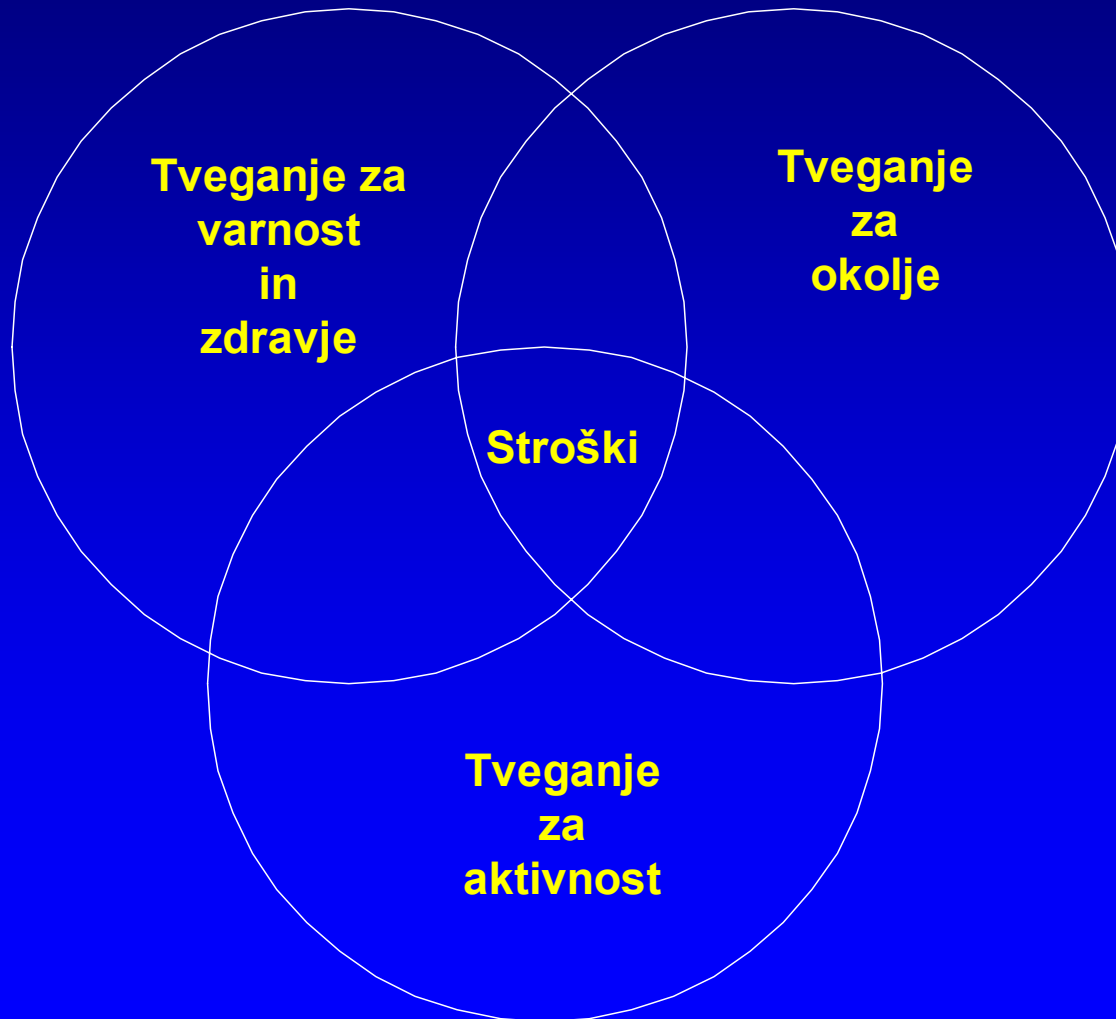 Tveganje za
varnost
in
zdravje
Tveganje
za
okolje
Stroški
Tveganje
za
aktivnost